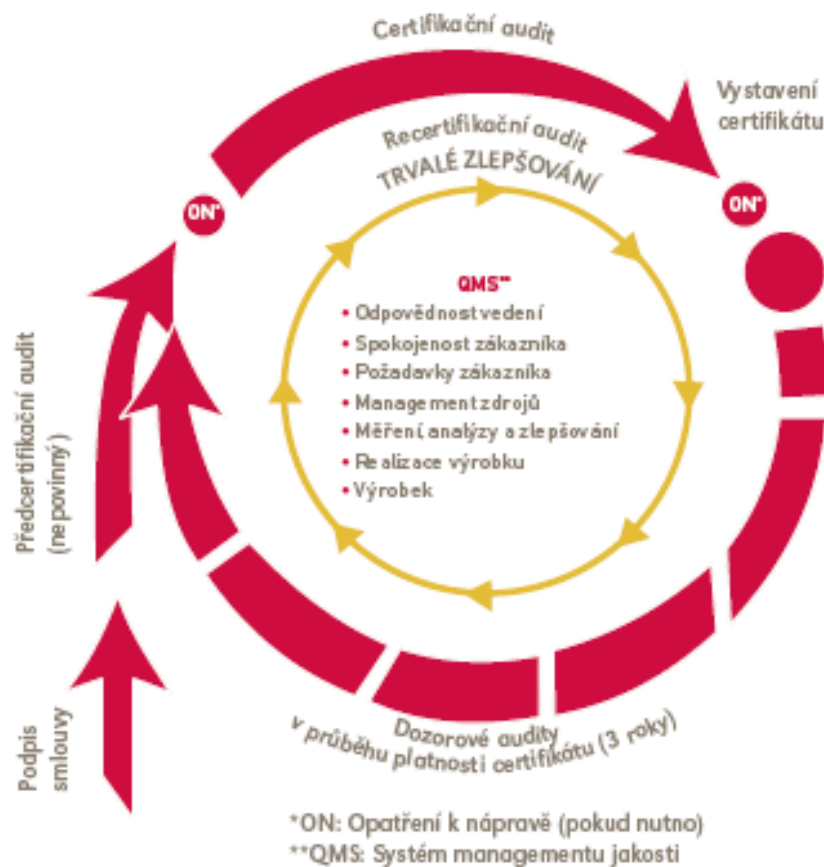 Certifikační audit
Vystavení
certifikátu
Recertifikační audit
TRVALÉ ZLEPŠOVÁNÍ
ON*
ON*
QMS**
• Odpovědnost vedení
• Spokojenost zákazníka
• Požadavky zákazníka
• Management zdrojů
• Měření, analýzy a zlepšování
• Realizace výrobku
• Výrobek
Předcertifikační audit
(nepovinný)
Podpis
smlouvy
Dozorové audity
v průběhu platnosti certifikátu (3 roky)
*ON: Opatření k nápravě (pokud nutno)
**QMS: Systém managementu jakosti